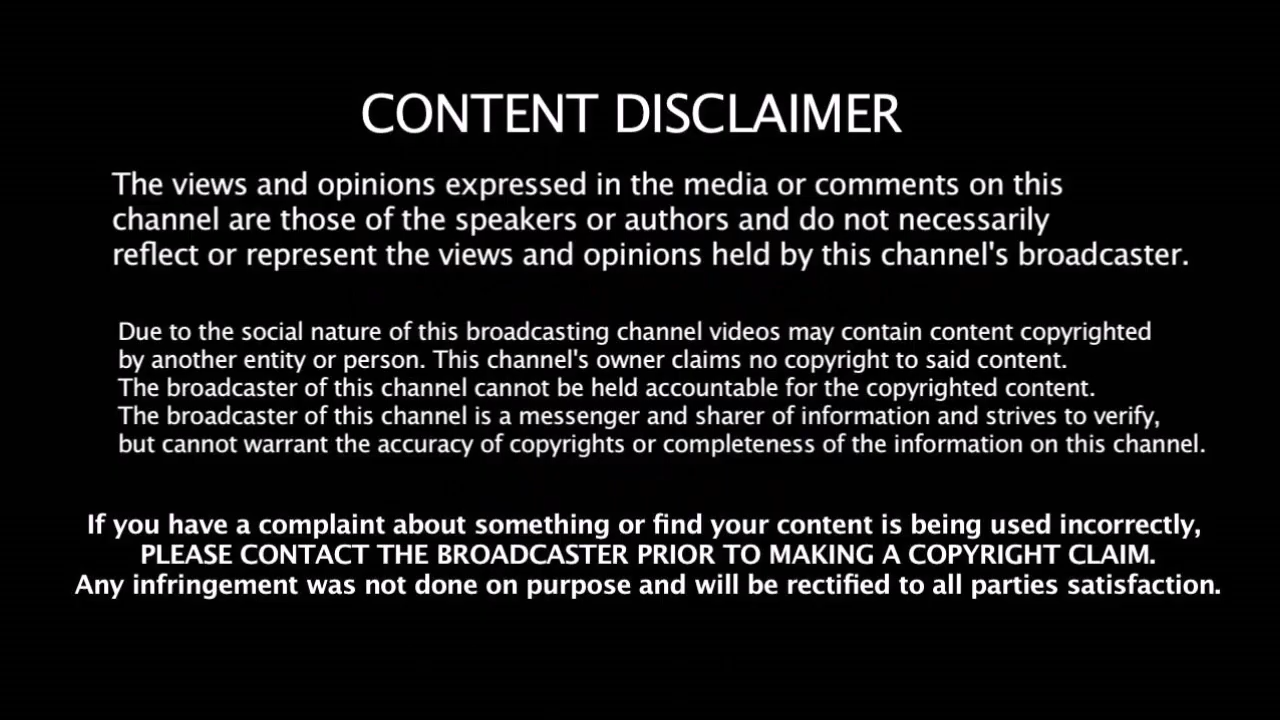 CONTENT DISCLAIMER
The views and opinions expressed in the media or comments on this
channel are those of the speakers or authors and do not necessarily
reflect or represent the views and opinions held by this channel's broadcaster.
Due to the social nature of this broadcasting channel videos may contain content copyrighted
by another entity or person. This channel's owner claims no copyright to said content.
The broadcaster of this channel cannot be held accountable for the copyrighted content.
The broadcaster of this channel is a messenger and sharer of information and strives to verify,
but cannot warrant the accuracy of copyrights or completeness of the information on this channel.
If you have a complaint about something or find your content is being used incorrectly,
PLEASE CONTACT THE BROADCASTER PRIOR TO MAKING A COPYRIGHT CLAIM.
Any infringement was not done on purpose and will be rectified to all parties satisfaction.